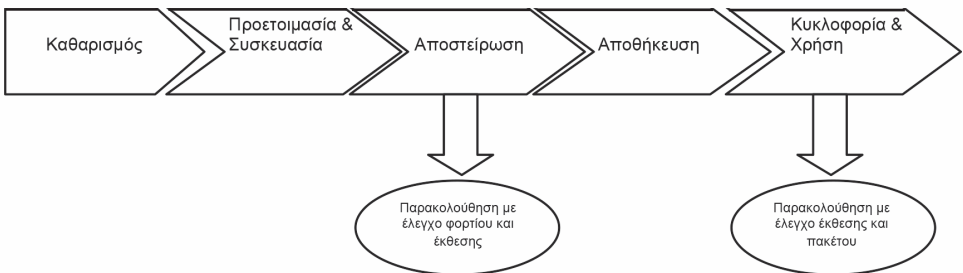 Καθαρισμός
Προετοιμασία &
Συσκευασία
Αποστείρωση
Αποθήκευση
Κυκλοφορία &
Χρήση
Παρακολούθηση με
έλεγχο φορτίου και
έκθεσης
Παρακολούθηση με
έλεγχο έκθεσης και
πακέτου